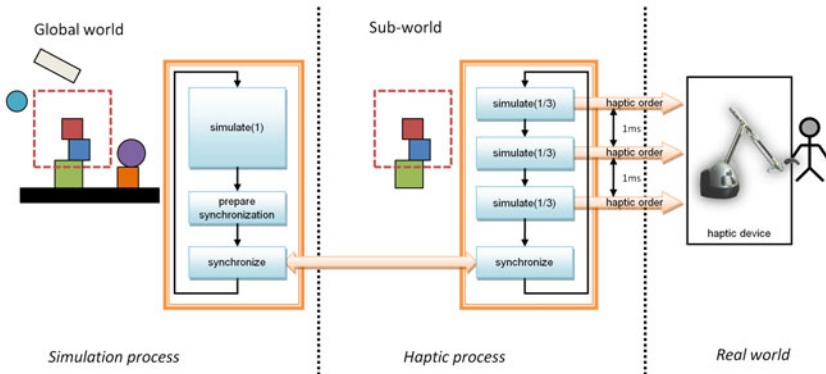 Global world
Sub-world
simulate(1)
prepare
synchronization
synchronize
simulate(1/3)
simulate(1/3)
simulate(1/3)
synchronize
haptic order
1ms
haptic order
1ms
haptic order
haptic device
Simulation process
Haptic process
Real world